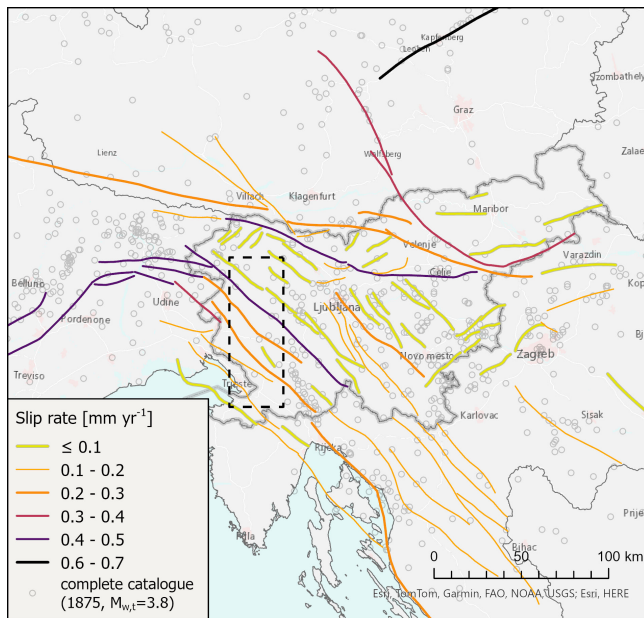 Kapfenberg
Leoben
Szombathely
Graz
Lienz
Wolfsberg
Zalae
Villach
Klagenfurt
Maribor
Velenje
Varazdin
Celje
Belluno
Kop
Udine
Ljubljana
Pordenone
Bj
Novo mesto
Zagreb
Treviso
Trieste
Karlovac
Sisak
Slip rate [mm yr⁻¹]
≤ 0.1
Rijeka
0.1 - 0.2
0.2 - 0.3
0.3 - 0.4
Prije
0.4 - 0.5
Pula
Bihac
0.6 - 0.7
0 50 100 km
complete catalogue
Esri, TomTom, Garmin, FAO, NOAA, USGS; Esri, HERE
(1875, Mw,t=3.8)